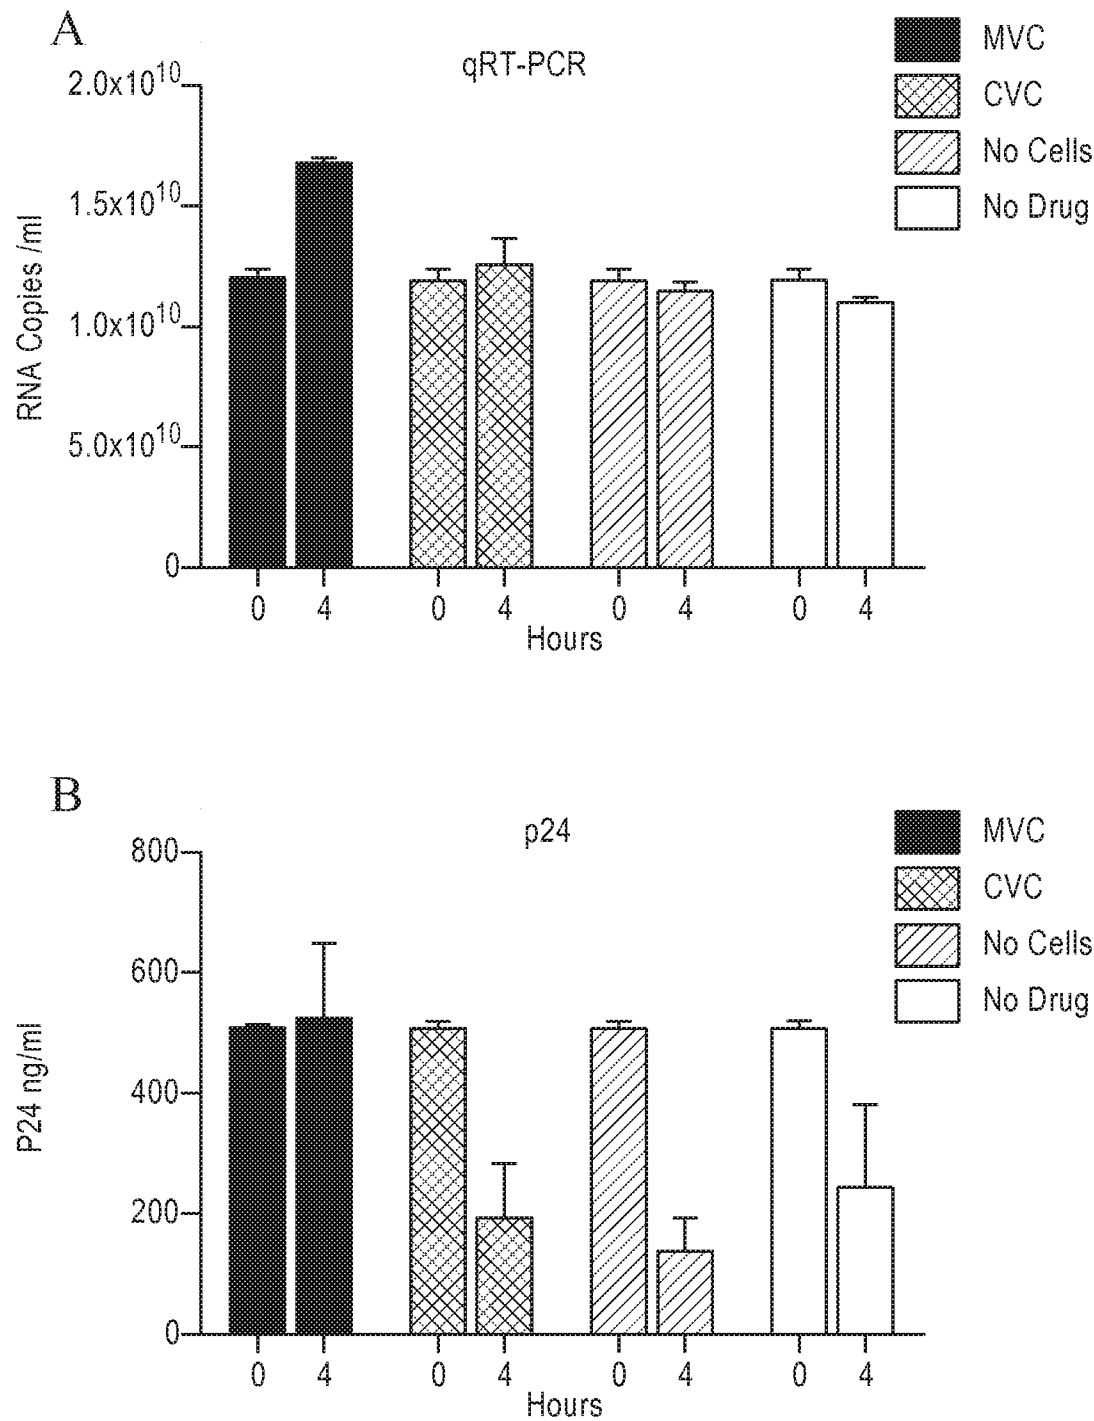 A
qRT-PCR
MVC
CVC
No Cells
No Drug
RNA Copies /ml
2.0x10^10
1.5x10^10
1.0x10^10
5.0x10^10
0
0 4 0 4 0 4 0 4
Hours
B
p24
MVC
CVC
No Cells
No Drug
P24 ng/ml
800
600
400
200
0
0 4 0 4 0 4 0 4
Hours